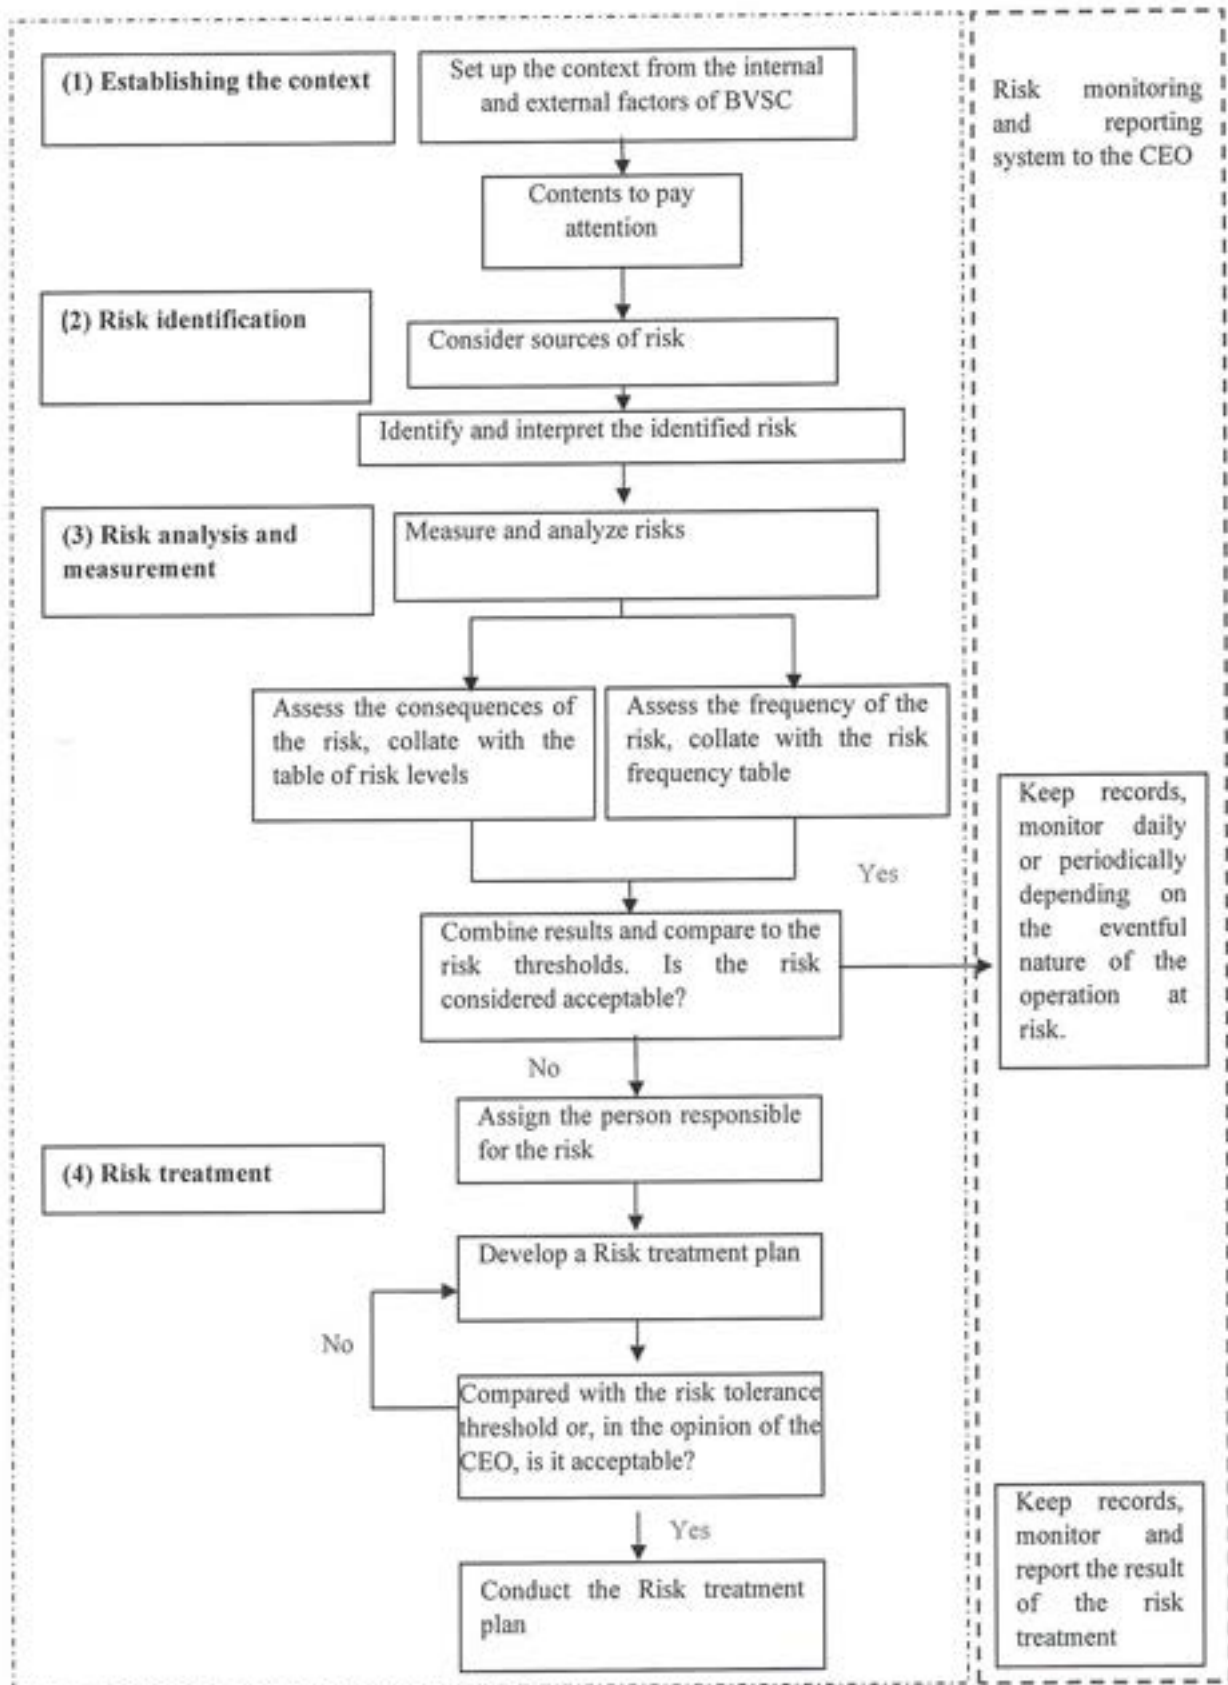 (1) Establishing the context
Set up the context from the internal
and external factors of BVSC
Risk monitoring
and reporting
system to the CEO
Contents to pay
attention
(2) Risk identification
Consider sources of risk
Identify and interpret the identified risk
(3) Risk analysis and
measurement
Measure and analyze risks
Assess the consequences of
the risk, collate with the
table of risk levels
Assess the frequency of the
risk, collate with the risk
frequency table
Yes
Keep records,
monitor daily
or periodically
depending on
the eventful
nature of the
operation at
risk.
Combine results and compare to the
risk thresholds. Is the risk
considered acceptable?
No
Assign the person responsible
for the risk
(4) Risk treatment
Develop a Risk treatment plan
No
Compared with the risk tolerance
threshold or, in the opinion of the
CEO, is it acceptable?
Yes
Conduct the Risk treatment
plan
Keep records,
monitor and
report the result
of the risk
treatment